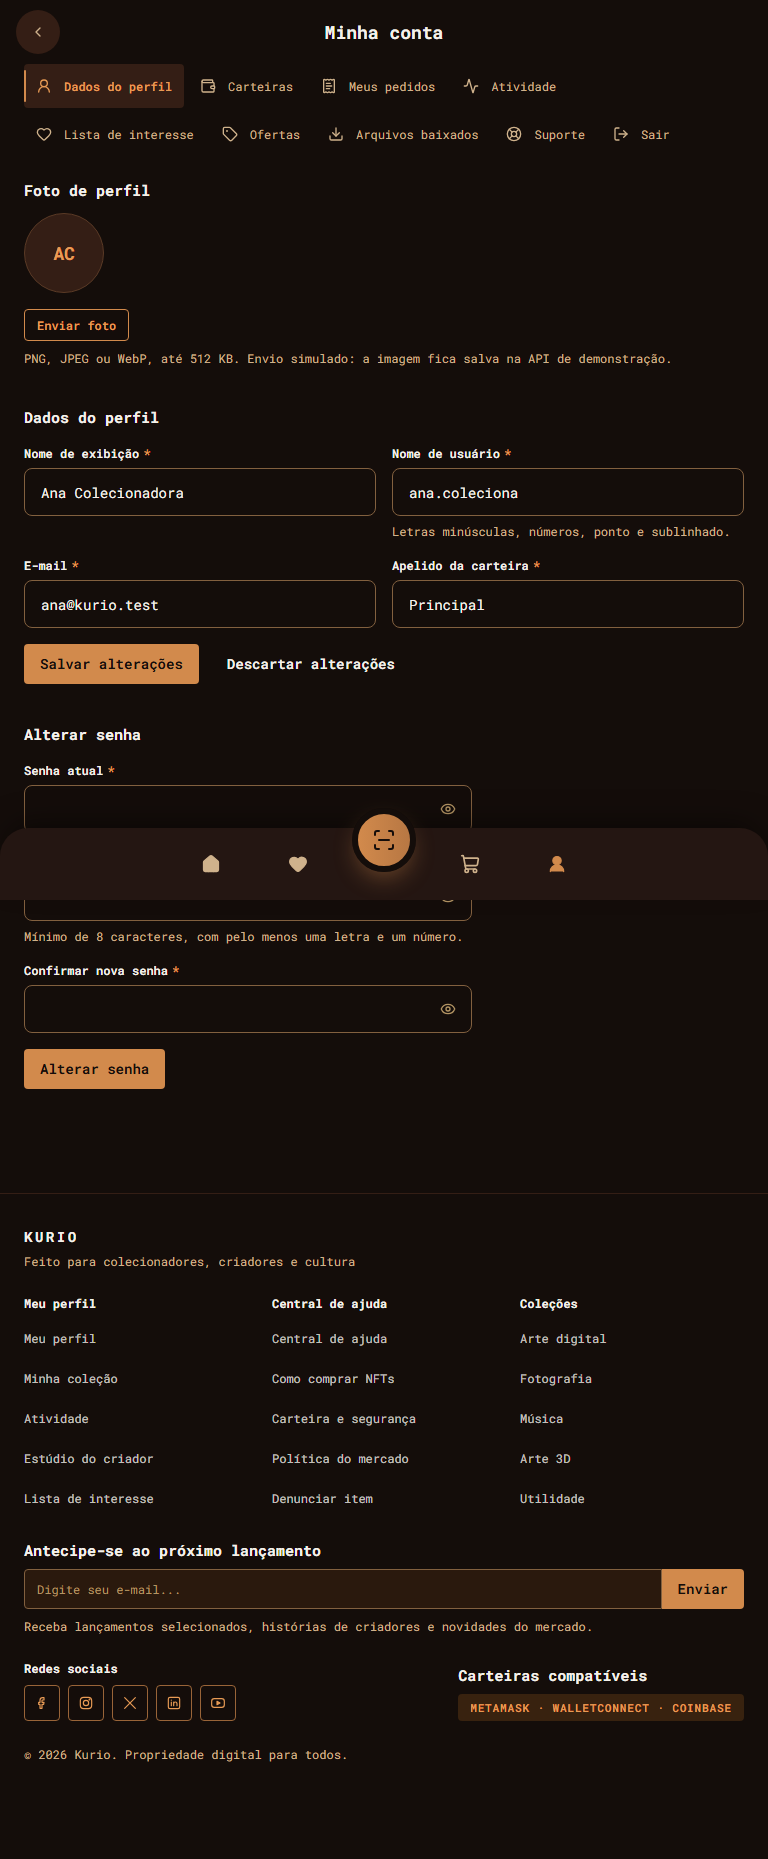 Minha conta
Dados do perfil
Carteiras
Meus pedidos
Atividade
Lista de interesse
Ofertas
Arquivos baixados
Suporte
Sair
Foto de perfil
AC
Enviar foto
PNG, JPEG ou WebP, até 512 KB. Envio simulado: a imagem fica salva na API de demonstração.
Dados do perfil
Nome de exibição *
Ana Colecionadora
Nome de usuário *
ana.coleciona
Letras minúsculas, números, ponto e sublinhado.
E-mail *
ana@kurio.test
Apelido da carteira *
Principal
Salvar alterações
Descartar alterações
Alterar senha
Senha atual *
Mínimo de 8 caracteres, com pelo menos uma letra e um número.
Confirmar nova senha *
Alterar senha
KURIO
Feito para colecionadores, criadores e cultura
Meu perfil
Meu perfil
Minha coleção
Atividade
Estúdio do criador
Lista de interesse
Central de ajuda
Central de ajuda
Como comprar NFTs
Carteira e segurança
Política do mercado
Denunciar item
Coleções
Arte digital
Fotografia
Música
Arte 3D
Utilidade
Antecipe-se ao próximo lançamento
Digite seu e-mail...
Enviar
Receba lançamentos selecionados, histórias de criadores e novidades do mercado.
Redes sociais
Carteiras compatíveis
METAMASK · WALLETCONNECT · COINBASE
© 2026 Kurio. Propriedade digital para todos.